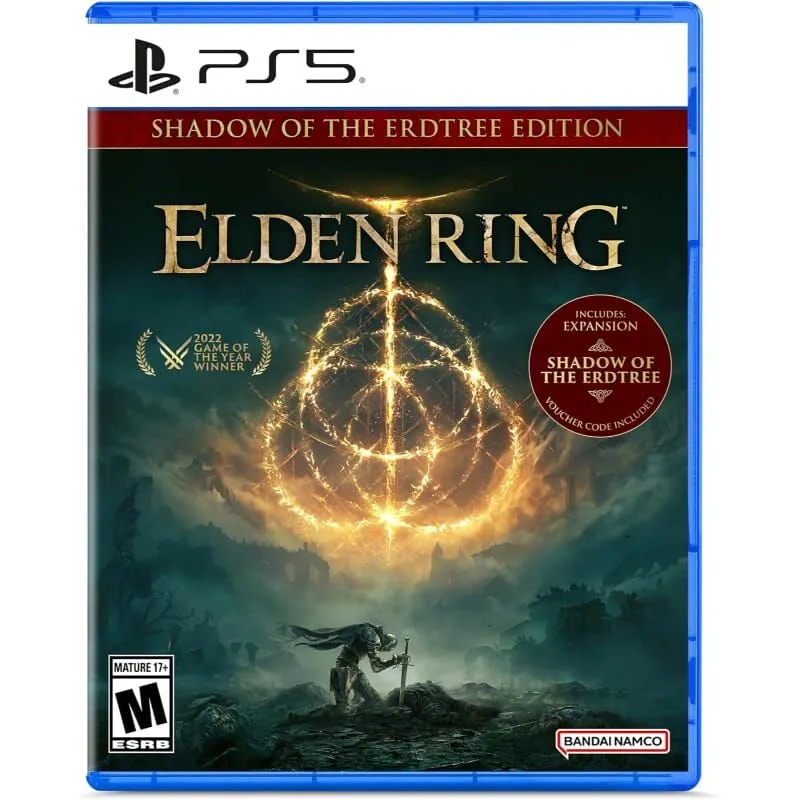 PS5
SHADOW OF THE ERDTREE EDITION
ELDEN RING™
2022
GAME OF
THE YEAR
WINNER
INCLUDES:
EXPANSION
SHADOW OF
THE ERDTREE
VOUCHER CODE INCLUDED
MATURE 17+
M
ESRB
BANDAI NAMCO